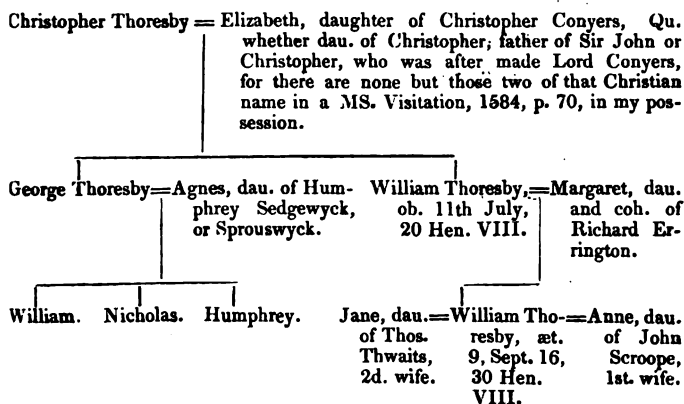 Christopher Thoresby = Elizabeth, daughter of Christopher Conyers, Qu.
whether dau. of Christopher; father of Sir John or
Christopher, who was after made Lord Conyers,
for there are none but those two of that Christian
name in a MS. Visitation, 1584, p. 70, in my pos-
session.
George Thoresby=Agnes, dau. of Hum-
phrey Sedgewyck,
or Sprouswyck.
William Thoresby,=Margaret, dau.
ob. 11th July,
20 Hen. VIII.
and coh. of
Richard Er-
rington.
William. Nicholas. Humphrey.
Jane, dau.=William Tho-=Anne, dau.
of Thos.
Thwaits,
2d. wife.
resby, æt.
9, Sept. 16,
30 Hen.
VIII.
of John
Scroope,
1st. wife.